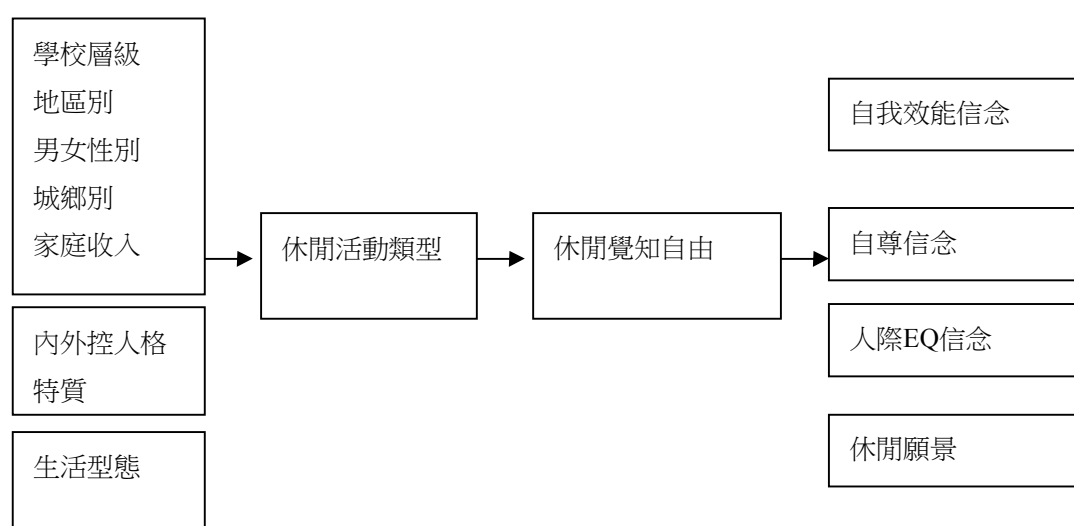 學校層級
地區別
男女性別
城鄉別
家庭收入
內外控人格
特質
生活型態
休閒活動類型
休閒覺知自由
自我效能信念
自尊信念
人際EQ信念
休閒願景